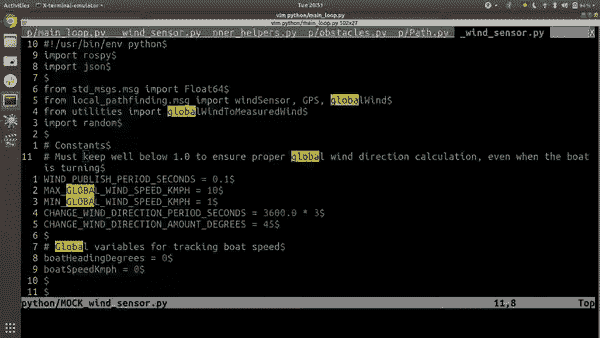 Activities X-terminal-emulator Tue 20:51
vim python/main_loop.py
vim python/main_loop.py 102x27
p/main_loop.py _wind_sensor.py nner_helpers.py p/obstacles.py p/Path.py _wind_sensor.py X
10 #!/usr/bin/env python$
9 import rospy$
8 import json$
7 $
6 from std_msgs.msg import Float64$
5 from local_pathfinding.msg import windSensor, GPS, globalWind$
4 from utilities import globalWindToMeasuredWind$
3 import random$
2 $
1 # Constants$
11 # Must keep well below 1.0 to ensure proper global wind direction calculation, even when the boat
is turning$
1 WIND_PUBLISH_PERIOD_SECONDS = 0.1$
2 MAX_GLOBAL_WIND_SPEED_KMPH = 10$
3 MIN_GLOBAL_WIND_SPEED_KMPH = 1$
4 CHANGE_WIND_DIRECTION_PERIOD_SECONDS = 3600.0 * 3$
5 CHANGE_WIND_DIRECTION_AMOUNT_DEGREES = 45$
6 $
7 # Global variables for tracking boat speed$
8 boatHeadingDegrees = 0$
9 boatSpeedKmph = 0$
10 $
11 $
python/MOCK_wind_sensor.py 11,8 Top